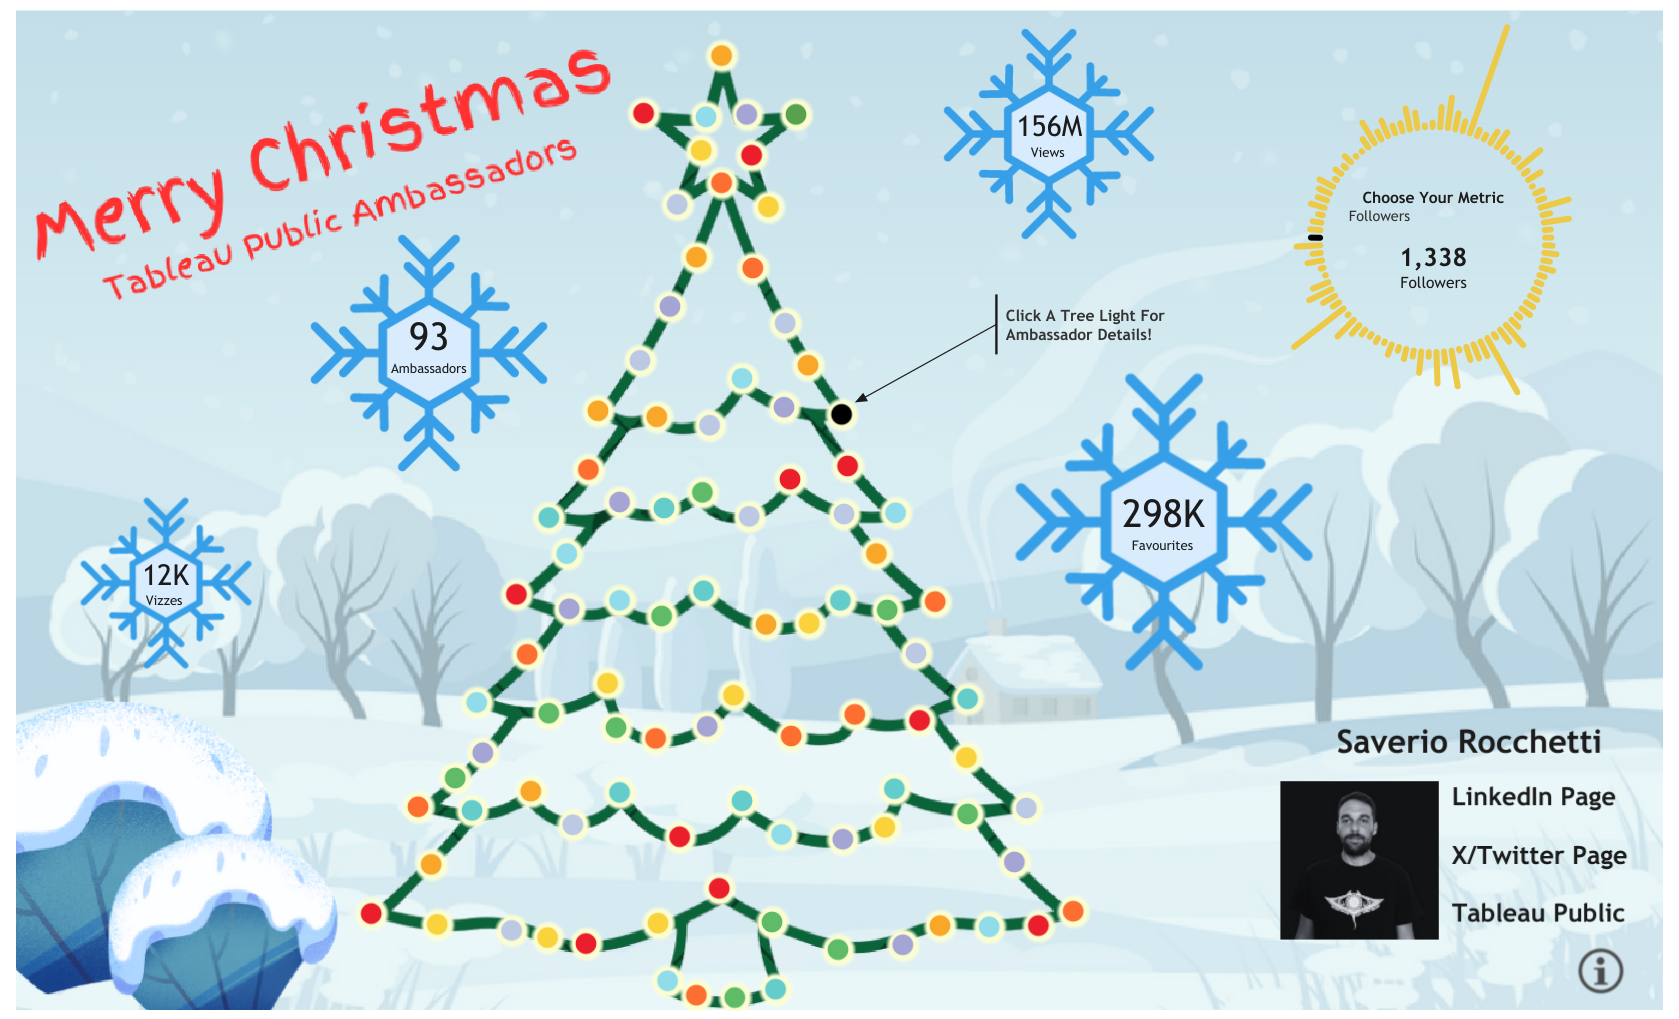 Merry Christmas
Tableau Public Ambassadors
156M
Views
Choose Your Metric
Followers
1,338
Followers
93
Ambassadors
Click A Tree Light For
Ambassador Details!
298K
Favourites
12K
Vizzes
Saverio Rocchetti
LinkedIn Page
X/Twitter Page
Tableau Public